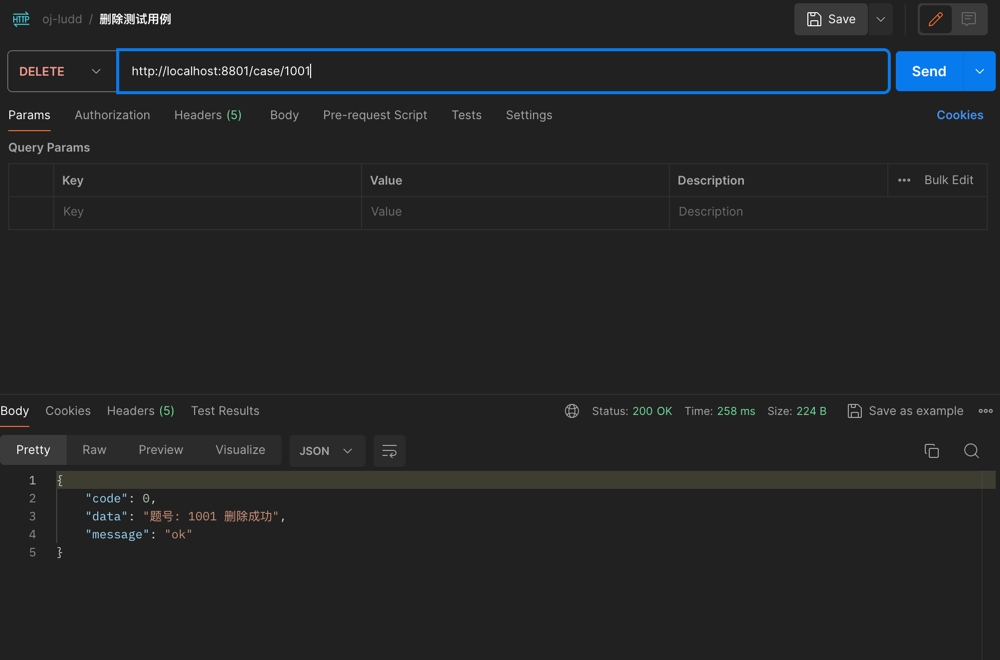 HTTP oj-ludd / 删除测试用例 Save
DELETE http://localhost:8801/case/1001 Send
Params Authorization Headers (5) Body Pre-request Script Tests Settings Cookies
Query Params
Key Value Description ••• Bulk Edit
Key Value Description
Body Cookies Headers (5) Test Results Status: 200 OK Time: 258 ms Size: 224 B Save as example
Pretty Raw Preview Visualize JSON
1 {
2 "code": 0,
3 "data": "题号: 1001 删除成功",
4 "message": "ok"
5 }